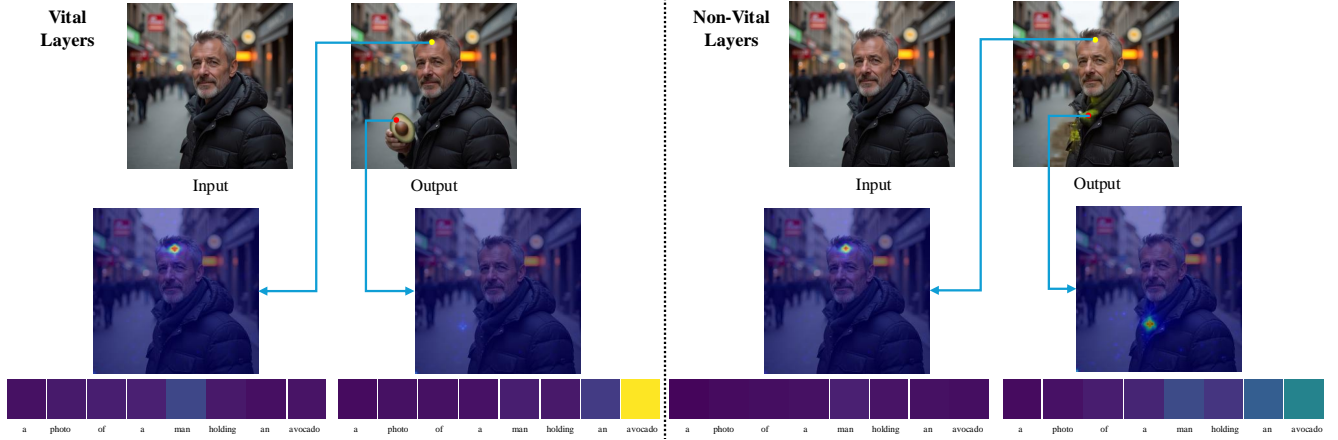 Vital
Layers
Input
Output
a photo of a man holding an avocado
a photo of a man holding an avocado
Non-Vital
Layers
Input
Output
a photo of a man holding an avocado
a photo of a man holding an avocado